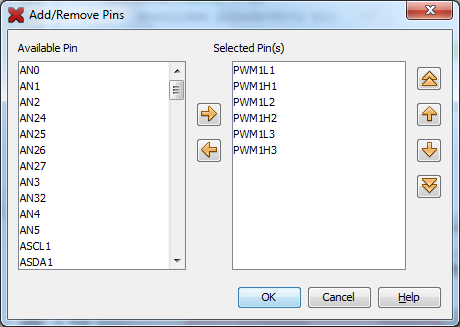 Add/Remove Pins
Available Pin
Selected Pin(s)
AN0
AN1
AN2
AN24
AN25
AN26
AN27
AN3
AN32
AN4
AN5
ASCL1
ASDA1
PWM1L1
PWM1H1
PWM1L2
PWM1H2
PWM1L3
PWM1H3
OK
Cancel
Help